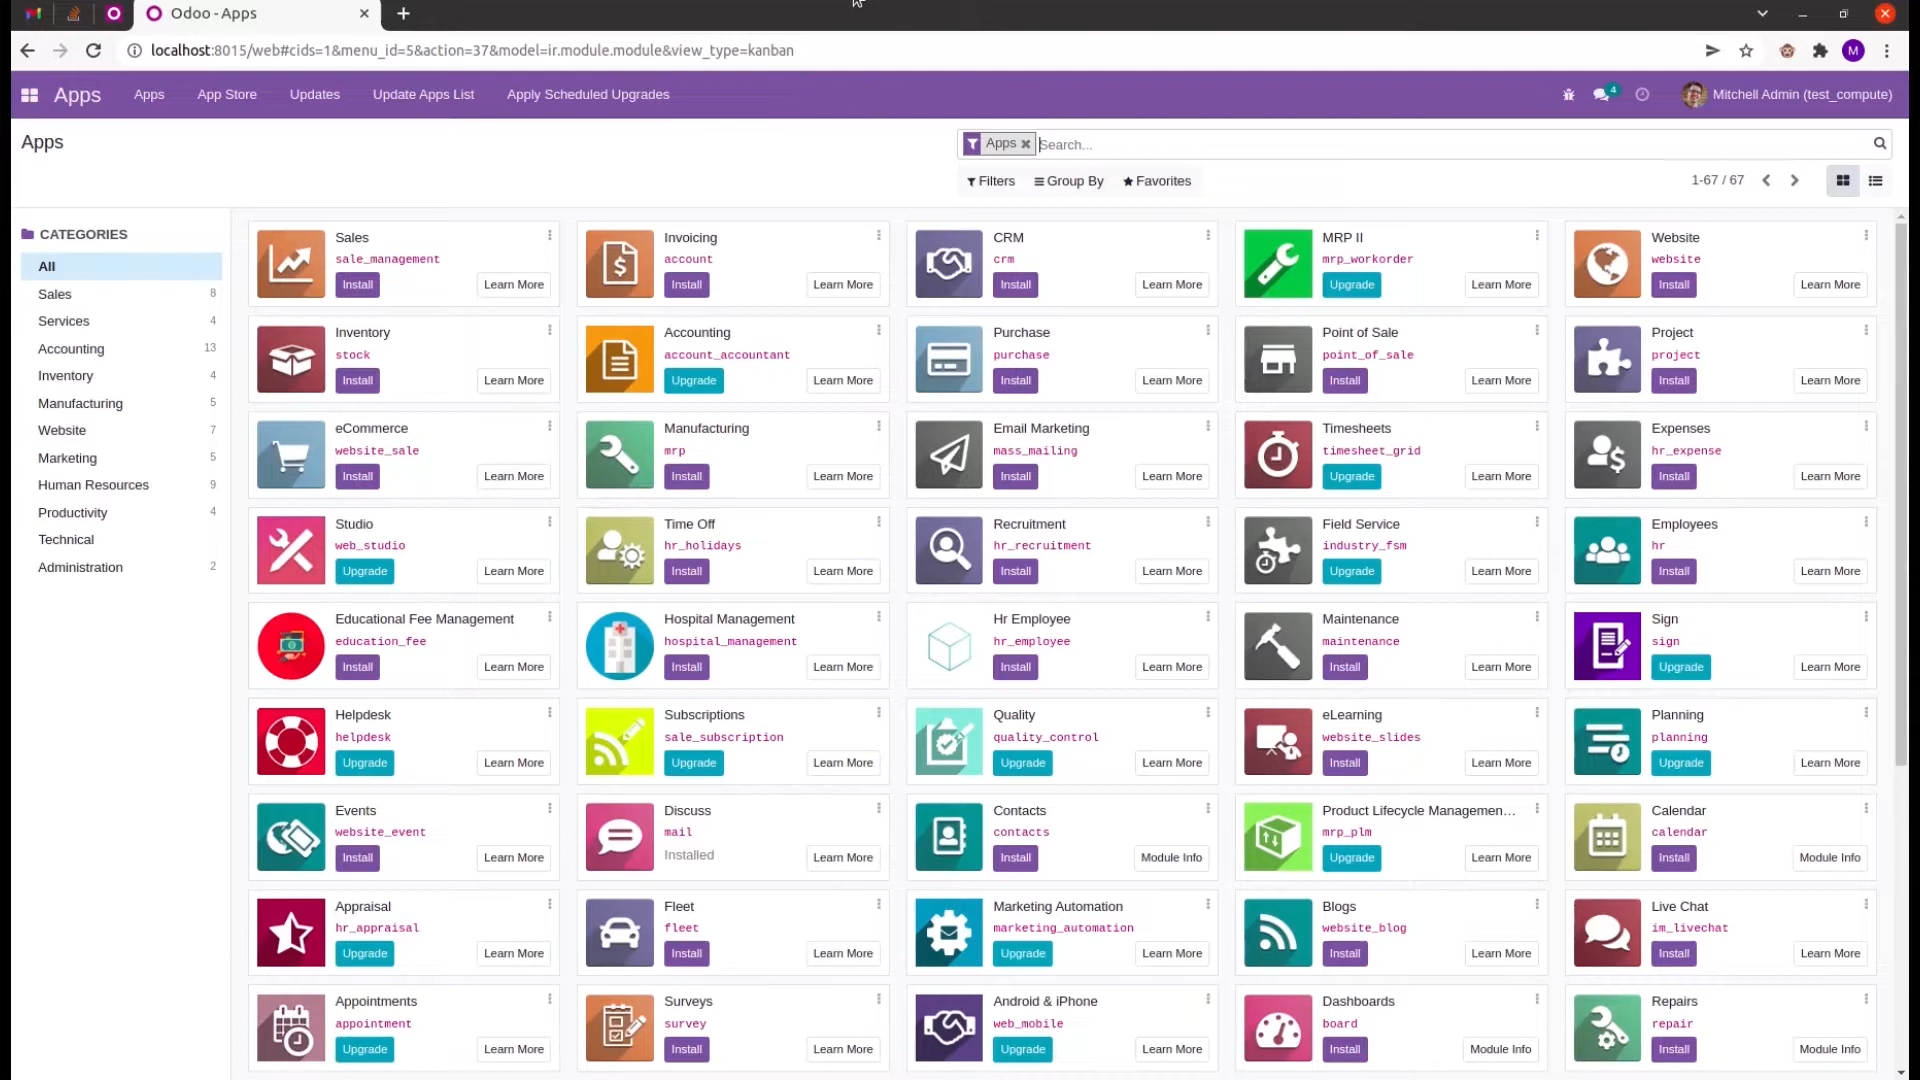 Odoo - Apps
localhost:8015/web#cids=1&menu_id=5&action=37&model=ir.module.module&view_type=kanban
M
Apps Apps App Store Updates Update Apps List Apply Scheduled Upgrades 4 Mitchell Admin (test_compute)
Apps
Apps Search...
Filters Group By Favorites 1-67 / 67
CATEGORIES
All
Sales 8
Services 4
Accounting 13
Inventory 4
Manufacturing 5
Website 7
Marketing 5
Human Resources 9
Productivity 4
Technical
Administration 2
Sales Invoicing CRM MRP II Website
sale_management account crm mrp_workorder website
Install Learn More Install Learn More Install Learn More Upgrade Learn More Install Learn More
Inventory Accounting Purchase Point of Sale Project
stock account_accountant purchase point_of_sale project
Install Learn More Upgrade Learn More Install Learn More Install Learn More Install Learn More
eCommerce Manufacturing Email Marketing Timesheets Expenses
website_sale mrp mass_mailing timesheet_grid hr_expense
Install Learn More Install Learn More Install Learn More Upgrade Learn More Install Learn More
Studio Time Off Recruitment Field Service Employees
web_studio hr_holidays hr_recruitment industry_fsm hr
Upgrade Learn More Install Learn More Install Learn More Upgrade Learn More Install Learn More
Educational Fee Management Hospital Management Hr Employee Maintenance Sign
education_fee hospital_management hr_employee maintenance sign
Install Learn More Install Learn More Install Learn More Install Learn More Upgrade Learn More
Helpdesk Subscriptions Quality eLearning Planning
helpdesk sale_subscription quality_control website_slides planning
Upgrade Learn More Upgrade Learn More Upgrade Learn More Install Learn More Upgrade Learn More
Events Discuss Contacts Product Lifecycle Managemen... Calendar
website_event mail contacts mrp_plm calendar
Install Learn More Installed Learn More Install Module Info Upgrade Learn More Install Module Info
Appraisal Fleet Marketing Automation Blogs Live Chat
hr_appraisal fleet marketing_automation website_blog im_livechat
Upgrade Learn More Install Learn More Upgrade Learn More Install Learn More Install Learn More
Appointments Surveys Android & iPhone Dashboards Repairs
appointment survey web_mobile board repair
Upgrade Learn More Install Learn More Upgrade Learn More Install Module Info Install Module Info